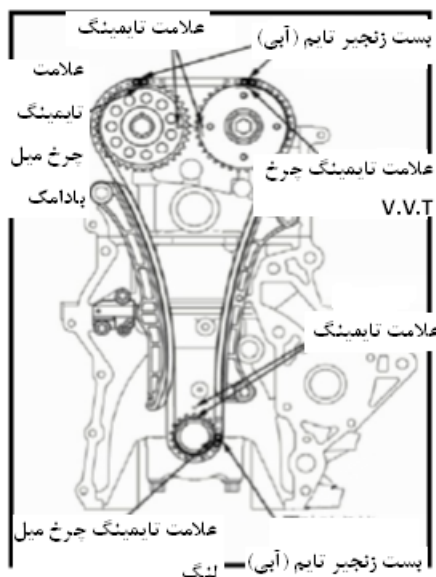 علامت تایمینگ
پست زنجیر تایم (آبی)
علامت
تایمینگ
چرخ میل
بادامک
علامت تایمینگ چرخ
V.V.T
علامت تایمینگ
علامت تایمینگ چرخ میل
لنگ
پست زنجیر تایم (آبی)